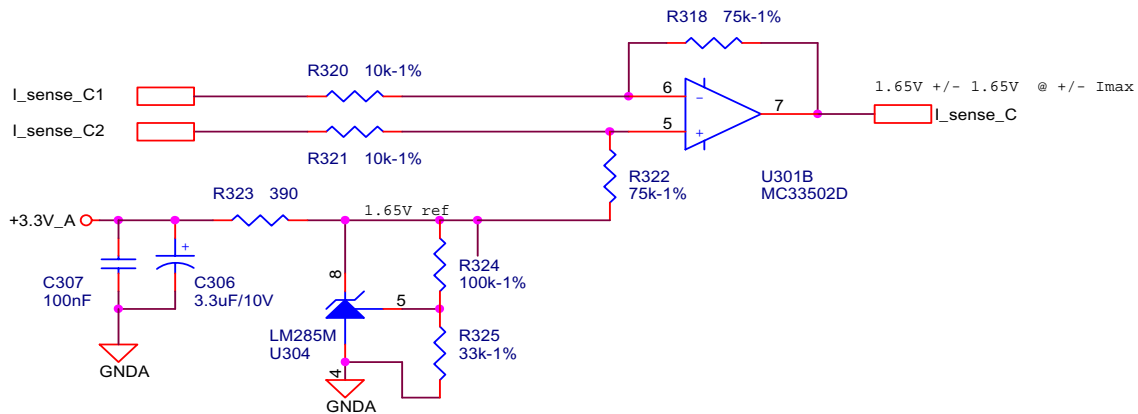 R318 75k-1%
R320 10k-1%
I_sense_C1
6
1.65V +/- 1.65V @ +/- Imax
7
I_sense_C
I_sense_C2
5
R321 10k-1%
U301B
MC33502D
R322
75k-1%
R323 390
+3.3V_A
1.65V ref
+
C307
100nF
C306
3.3uF/10V
8
R324
100k-1%
5
LM285M
U304
R325
33k-1%
4
GNDA
GNDA